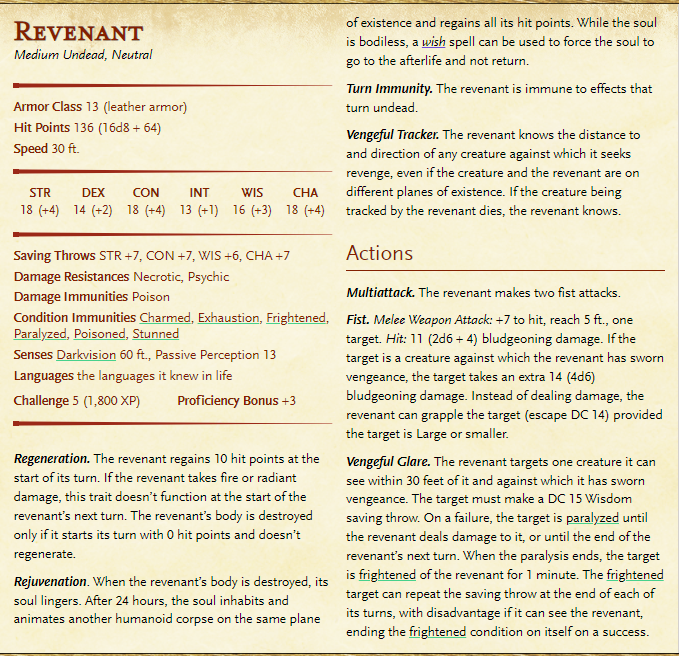 REVENANT
Medium Undead, Neutral
Armor Class 13 (leather armor)
Hit Points 136 (16d8 + 64)
Speed 30 ft.
STR DEX CON INT WIS CHA
18 (+4) 14 (+2) 18 (+4) 13 (+1) 16 (+3) 18 (+4)
Saving Throws STR +7, CON +7, WIS +6, CHA +7
Damage Resistances Necrotic, Psychic
Damage Immunities Poison
Condition Immunities Charmed, Exhaustion, Frightened,
Paralyzed, Poisoned, Stunned
Senses Darkvision 60 ft., Passive Perception 13
Languages the languages it knew in life
Challenge 5 (1,800 XP) Proficiency Bonus +3
Regeneration. The revenant regains 10 hit points at the
start of its turn. If the revenant takes fire or radiant
damage, this trait doesn't function at the start of the
revenant's next turn. The revenant's body is destroyed
only if it starts its turn with 0 hit points and doesn't
regenerate.
Rejuvenation. When the revenant's body is destroyed, its
soul lingers. After 24 hours, the soul inhabits and
animates another humanoid corpse on the same plane
of existence and regains all its hit points. While the soul
is bodiless, a wish spell can be used to force the soul to
go to the afterlife and not return.
Turn Immunity. The revenant is immune to effects that
turn undead.
Vengeful Tracker. The revenant knows the distance to
and direction of any creature against which it seeks
revenge, even if the creature and the revenant are on
different planes of existence. If the creature being
tracked by the revenant dies, the revenant knows.
Actions
Multiattack. The revenant makes two fist attacks.
Fist. Melee Weapon Attack: +7 to hit, reach 5 ft., one
target. Hit: 11 (2d6 + 4) bludgeoning damage. If the
target is a creature against which the revenant has sworn
vengeance, the target takes an extra 14 (4d6)
bludgeoning damage. Instead of dealing damage, the
revenant can grapple the target (escape DC 14) provided
the target is Large or smaller.
Vengeful Glare. The revenant targets one creature it can
see within 30 feet of it and against which it has sworn
vengeance. The target must make a DC 15 Wisdom
saving throw. On a failure, the target is paralyzed until
the revenant deals damage to it, or until the end of the
revenant's next turn. When the paralysis ends, the target
is frightened of the revenant for 1 minute. The frightened
target can repeat the saving throw at the end of each of
its turns, with disadvantage if it can see the revenant,
ending the frightened condition on itself on a success.